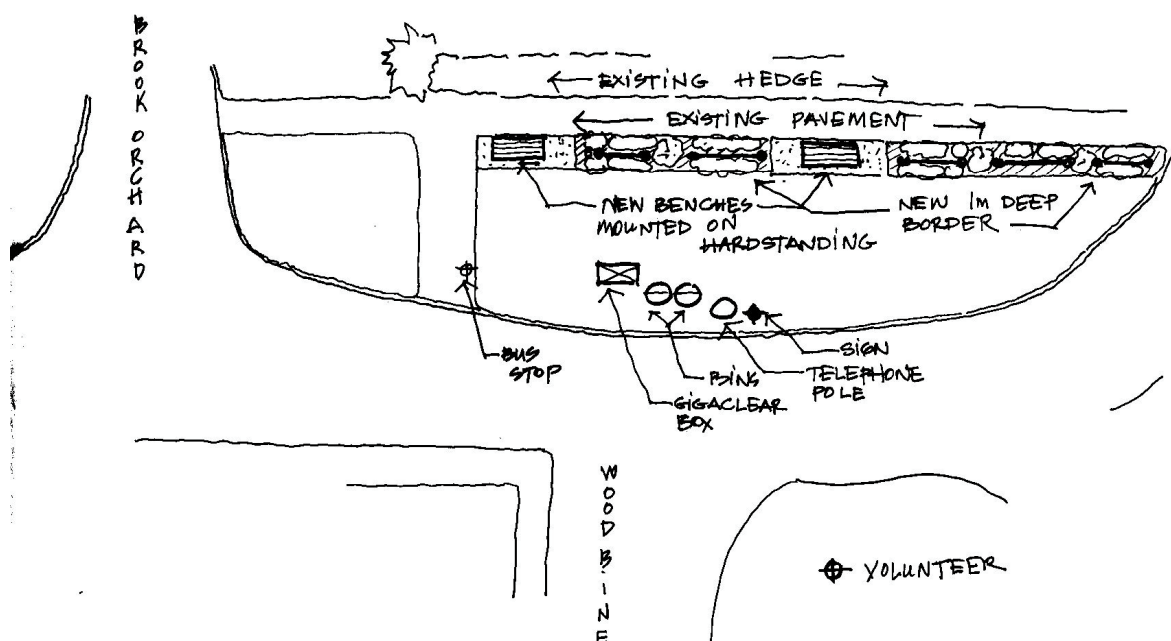 BROOK ORCHARD
EXISTING HEDGE
EXISTING PAVEMENT
NEW BENCHES
MOUNTED ON
HARDSTANDING
NEW 1M DEEP
BORDER
BUS
STOP
BINS
GIGACLEAR
BOX
SIGN
TELEPHONE
POLE
WOODBINE
VOLUNTEER